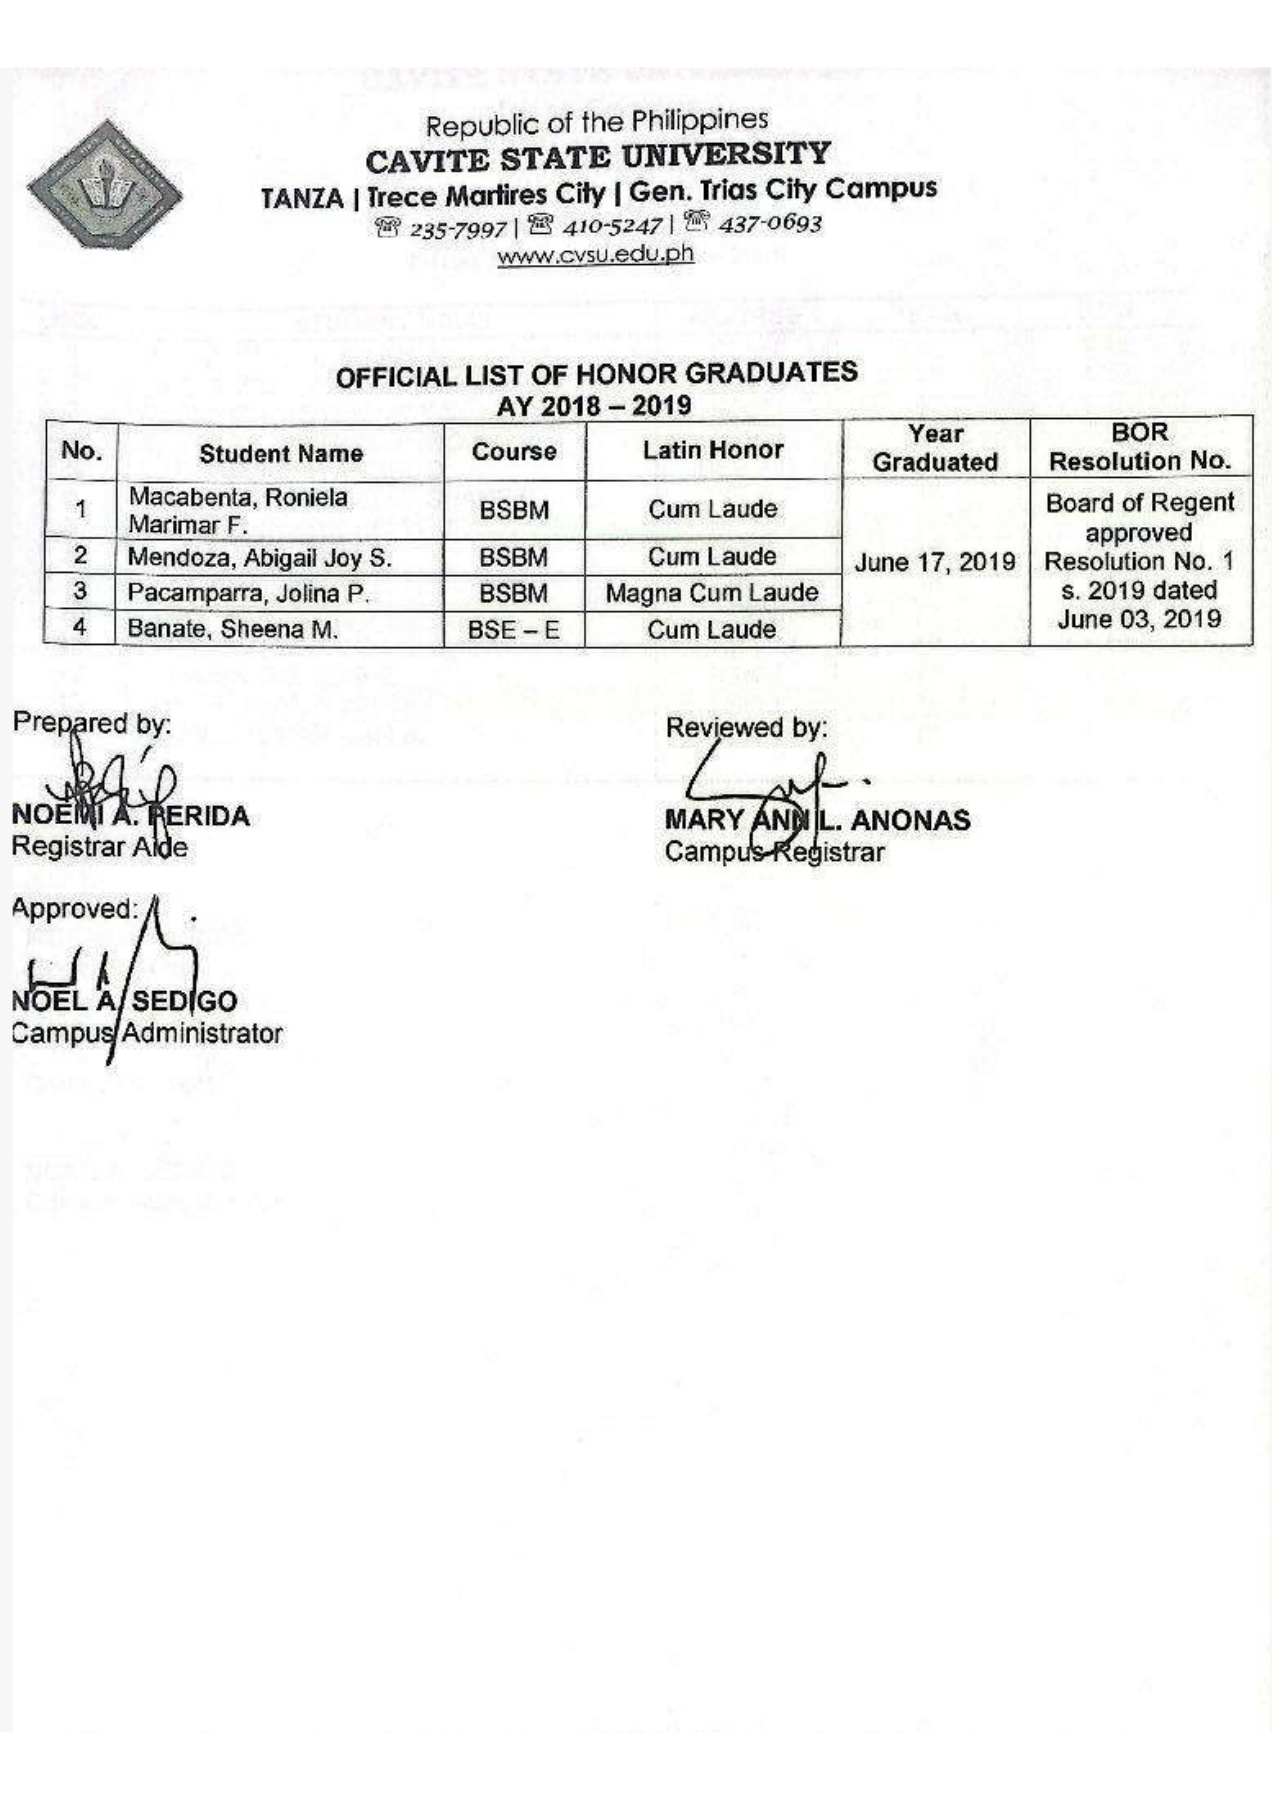 Republic of the Philippines
CAVITE STATE UNIVERSITY
TANZA | Trece Martires City | Gen. Trias City Campus
☏ 235-7997 | ☏ 410-5247 | ☏ 437-0693
www.cvsu.edu.ph
OFFICIAL LIST OF HONOR GRADUATES
AY 2018 – 2019
No. Student Name Course Latin Honor Year Graduated BOR Resolution No.
1 Macabenta, Roniela Marimar F. BSBM Cum Laude
2 Mendoza, Abigail Joy S. BSBM Cum Laude
3 Pacamparra, Jolina P. BSBM Magna Cum Laude
4 Banate, Sheena M. BSE – E Cum Laude
June 17, 2019
Board of Regent
approved
Resolution No. 1
s. 2019 dated
June 03, 2019
Prepared by:
NOEMI A. PERIDA
Registrar Aide
Reviewed by:
MARY ANN L. ANONAS
Campus Registrar
Approved:
NOEL A. SEDIGO
Campus Administrator